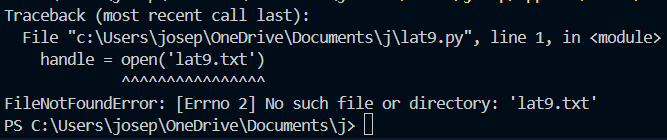 Traceback (most recent call last):
  File "c:\Users\josep\OneDrive\Documents\j\lat9.py", line 1, in <module>
    handle = open('lat9.txt')
             ^^^^^^^^^^^^^^^^
FileNotFoundError: [Errno 2] No such file or directory: 'lat9.txt'
PS C:\Users\josep\OneDrive\Documents\j>